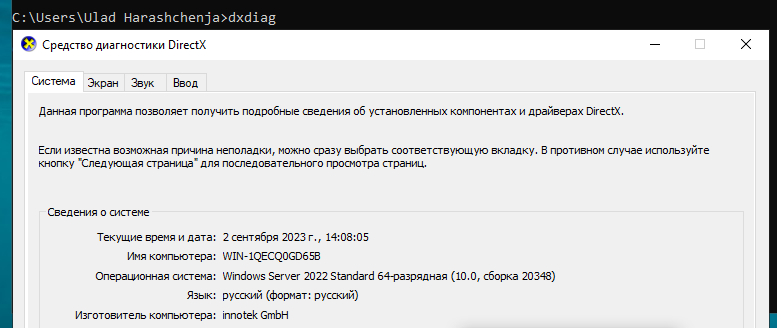 C:\Users\Ulad Harashchenja>dxdiag
Средство диагностики DirectX
Система Экран Звук Ввод
Данная программа позволяет получить подробные сведения об установленных компонентах и драйверах DirectX.
Если известна возможная причина неполадки, можно сразу выбрать соответствующую вкладку. В противном случае используйте
кнопку "Следующая страница" для последовательного просмотра страниц.
Сведения о системе
Текущие время и дата: 2 сентября 2023 г., 14:08:05
Имя компьютера: WIN-1QECQ0GD65B
Операционная система: Windows Server 2022 Standard 64-разрядная (10.0, сборка 20348)
Язык: русский (формат: русский)
Изготовитель компьютера: innotek GmbH